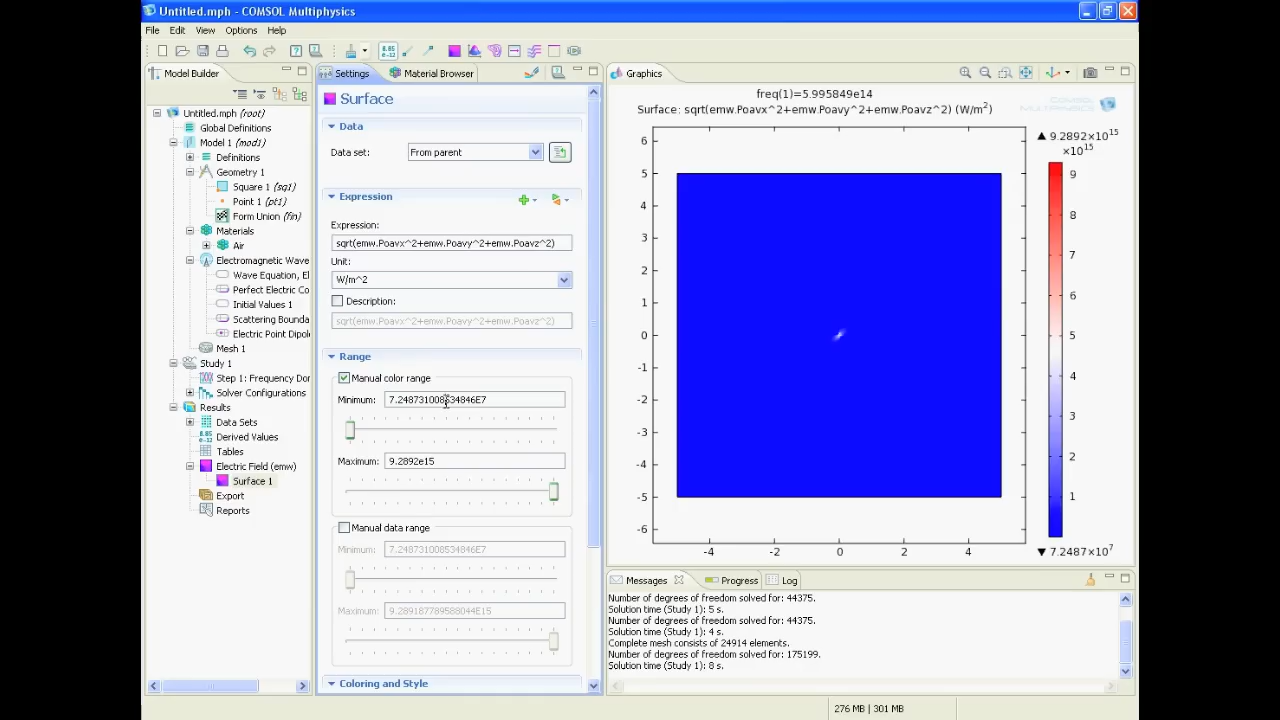 Untitled.mph - COMSOL Multiphysics
File Edit View Options Help
Model Builder
Untitled.mph (root)
Global Definitions
Model 1 (mod1)
Definitions
Geometry 1
Square 1 (sq1)
Point 1 (pt1)
Form Union (fin)
Materials
Air
Electromagnetic Wave
Wave Equation, El
Perfect Electric Co
Initial Values 1
Scattering Bounda
Electric Point Dipol
Mesh 1
Study 1
Step 1: Frequency Dor
Solver Configurations
Results
Data Sets
Derived Values
Tables
Electric Field (emw)
Surface 1
Export
Reports
Settings Material Browser
Surface
Data
Data set: From parent
Expression
Expression:
sqrt(emw.Poavx^2+emw.Poavy^2+emw.Poavz^2)
Unit:
W/m^2
Description:
sqrt(emw.Poavx^2+emw.Poavy^2+emw.Poavz^2)
Range
Manual color range
Minimum: 7.248731008534846E7
Maximum: 9.2892e15
Manual data range
Minimum: 7.248731008534846E7
Maximum: 9.289187789588044E15
Coloring and Style
Graphics
freq(1)=5.995849e14
Surface: sqrt(emw.Poavx^2+emw.Poavy^2+emw.Poavz^2) (W/m²)
COMSOL
MULTIPHYSICS
6
5
4
3
2
1
0
-1
-2
-3
-4
-5
-6
-4 -2 0 2 4
▲ 9.2892×10¹⁵
×10¹⁵
9
8
7
6
5
4
3
2
1
▼ 7.2487×10⁷
Messages Progress Log
Number of degrees of freedom solved for: 44375.
Solution time (Study 1): 5 s.
Number of degrees of freedom solved for: 44375.
Solution time (Study 1): 4 s.
Complete mesh consists of 24914 elements.
Number of degrees of freedom solved for: 175199.
Solution time (Study 1): 8 s.
276 MB | 301 MB